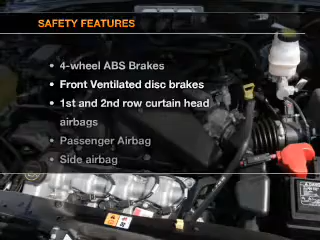 SAFETY FEATURES
• 4-wheel ABS Brakes
• Front Ventilated disc brakes
• 1st and 2nd row curtain head
airbags
• Passenger Airbag
• Side airbag